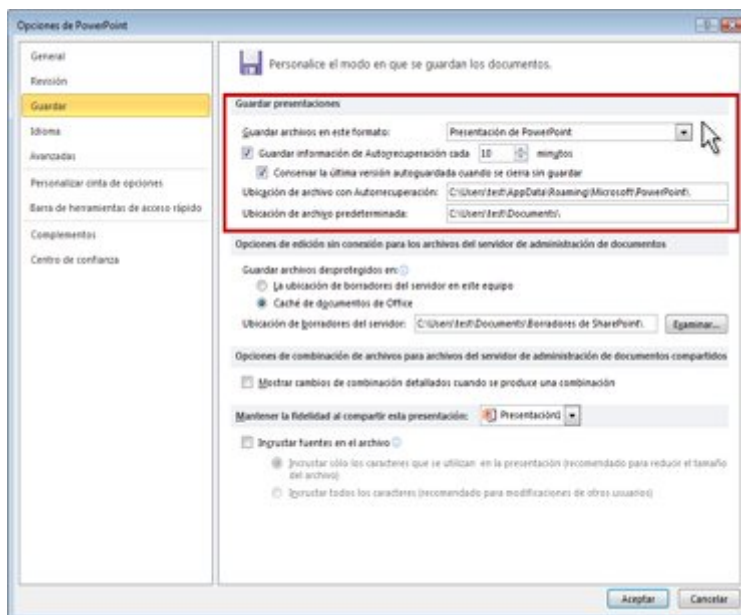 Opciones de PowerPoint
General
Revisión
Guardar
Idioma
Avanzadas
Personalizar cinta de opciones
Barra de herramientas de acceso rápido
Complementos
Centro de confianza
Personalice el modo en que se guardan los documentos.
Guardar presentaciones
Guardar archivos en este formato: Presentación de PowerPoint
Guardar información de Autorrecuperación cada 10 minutos
Conservar la última versión autoguardada cuando se cierra sin guardar
Ubicación de archivo con Autorrecuperación: C:\Users\test\AppData\Roaming\Microsoft\PowerPoint\
Ubicación de archivo predeterminada: C:\Users\test\Documents\
Opciones de edición sin conexión para los archivos del servidor de administración de documentos
Guardar archivos desprotegidos en:
La ubicación de borradores del servidor en este equipo
Caché de documentos de Office
Ubicación de borradores del servidor: C:\Users\test\Documents\Borradores de SharePoint\ Examinar...
Opciones de combinación de archivos para archivos del servidor de administración de documentos compartidos
Mostrar cambios de combinación detallados cuando se produce una combinación
Mantener la fidelidad al compartir esta presentación: Presentación1
Incrustar fuentes en el archivo
Incrustar sólo los caracteres que se utilizan en la presentación (recomendado para reducir el tamaño
del archivo)
Incrustar todos los caracteres (recomendado para modificaciones de otros usuarios)
Aceptar Cancelar